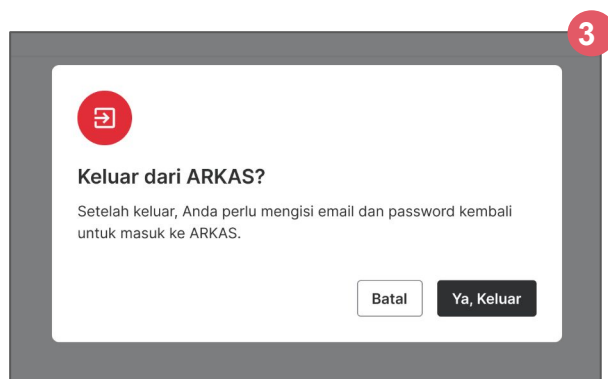 3
Keluar dari ARKAS?
Setelah keluar, Anda perlu mengisi email dan password kembali
untuk masuk ke ARKAS.
Batal
Ya, Keluar